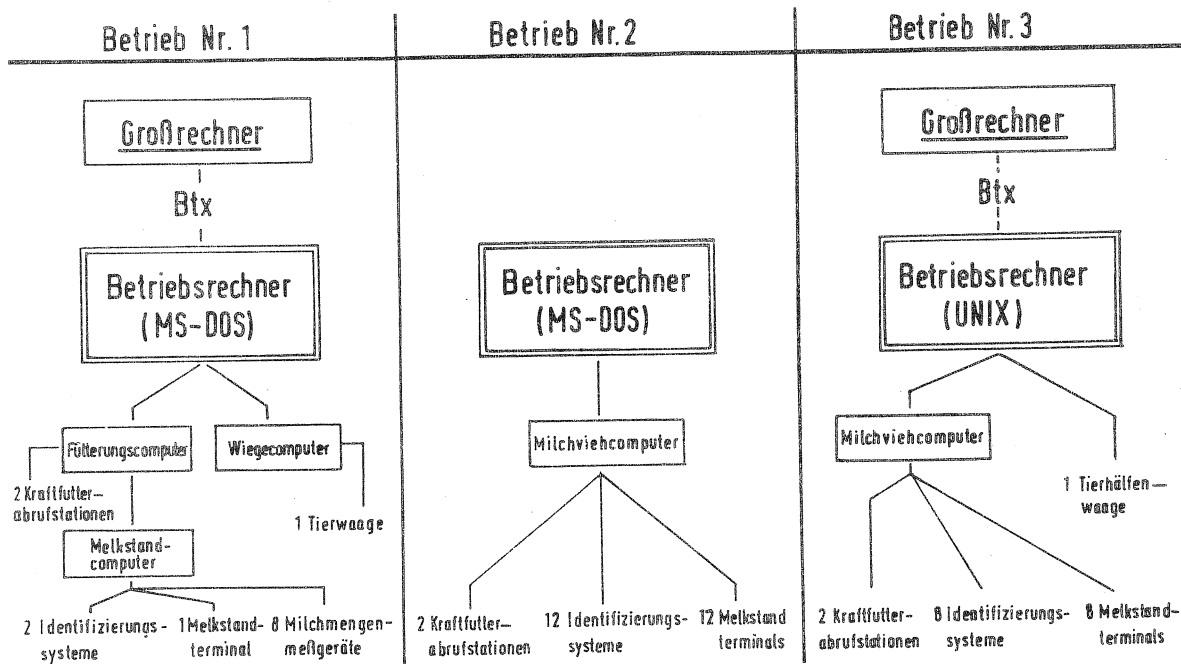 Betrieb Nr. 1
Großrechner
Btx
Betriebsrechner
(MS-DOS)
Fütterungscomputer
Wiegecomputer
2 Kraftfutter-
abrufstationen
1 Tierwaage
Melkstand-
computer
2 Identifizierungs-
systeme
1 Melkstand-
terminal
8 Milchmengen-
meßgeräte
Betrieb Nr. 2
Betriebsrechner
(MS-DOS)
Milchviehcomputer
2 Kraftfutter-
abrufstationen
12 Identifizierungs-
systeme
12 Melkstand
terminals
Betrieb Nr. 3
Großrechner
Btx
Betriebsrechner
(UNIX)
Milchviehcomputer
1 Tierhälfen-
waage
2 Kraftfutter-
abrufstationen
8 Identifizierungs-
systeme
8 Melkstand-
terminals